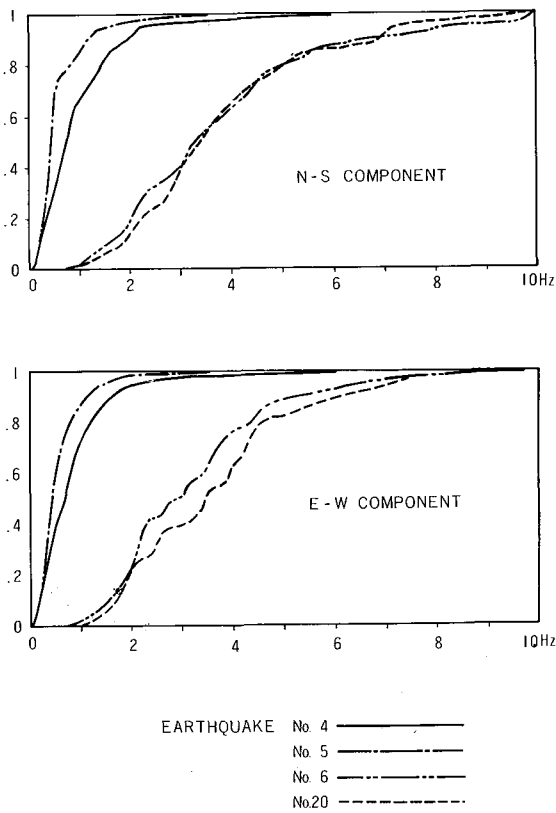 1
.8
.6
.4
.2
0
N-S COMPONENT
0 2 4 6 8 10Hz
1
.8
.6
.4
.2
0
E-W COMPONENT
0 2 4 6 8 10Hz
EARTHQUAKE No. 4
No. 5
No. 6
No.20